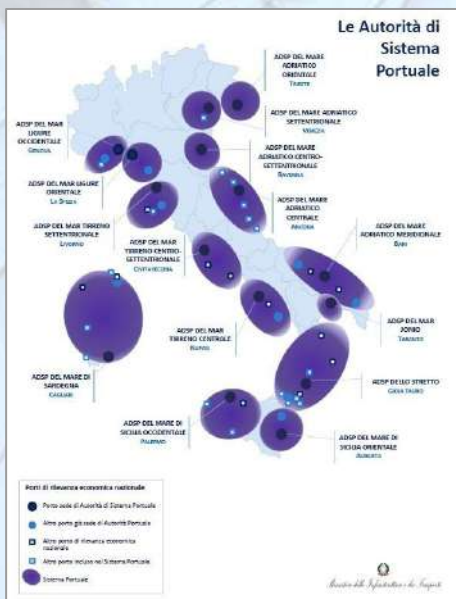 Le Autorità di
Sistema
Portuale
ADSP DEL MARE
ADRIATICO
ORIENTALE
TRIESTE
ADSP DEL MARE ADRIATICO
SETTENTRIONALE
VENEZIA
ADSP DEL MARE
ADRIATICO CENTRO-
SETTENTRIONALE
RAVENNA
ADSP DEL MARE
ADRIATICO
CENTRALE
ANCONA
ADSP DEL MARE
ADRIATICO MERIDIONALE
BARI
ADSP DEL MAR
JONIO
TARANTO
ADSP DELLO STRETTO
GIOIA TAURO
ADSP DEL MARE DI
SICILIA ORIENTALE
AUGUSTA
ADSP DEL MAR
LIGURE
OCCIDENTALE
GENOVA
ADSP DEL MAR LIGURE
ORIENTALE
LA SPEZIA
ADSP DEL MAR TIRRENO
SETTENTRIONALE
LIVORNO
ADSP DEL MAR
TIRRENO CENTRO-
SETTENTRIONALE
CIVITAVECCHIA
ADSP DEL MAR
TIRRENO CENTRALE
NAPOLI
ADSP DEL MARE DI
SARDEGNA
CAGLIARI
ADSP DEL MARE DI
SICILIA OCCIDENTALE
PALERMO
Porti di rilevanza economica nazionale
Porto sede di Autorità di Sistema Portuale
Altro porto già sede di Autorità Portuale
Altro porto di rilevanza economica
nazionale
Altro porto incluso nel Sistema Portuale
Sistema Portuale
Ministero delle Infrastrutture e dei Trasporti